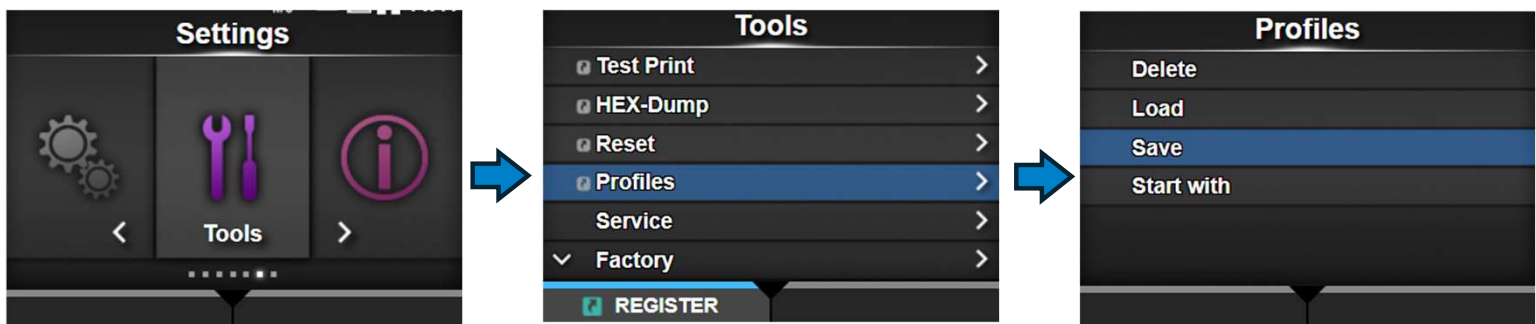 Settings
Tools
Tools
Test Print
HEX-Dump
Reset
Profiles
Service
Factory
REGISTER
Profiles
Delete
Load
Save
Start with